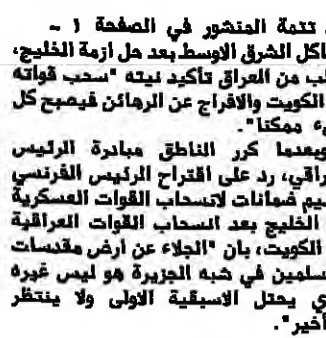 تتمة المنشور في الصفحة ١ ــ
اكل الشرق الاوسط بعد حل ازمة الخليج،
لب من العراق تأكيد نيته "سحب قواته
الكويت والافراج عن الرهائن فيصبح كل
ء ممكنا".
وبعدما كرر الناطق مبادرة الرئيس
راقي، رد على اقتراح الرئيس الفرنسي
يم ضمانات لانسحاب القوات العسكرية
الخليج بعد انسحاب القوات العراقية
الكويت، بان "الجلاء عن ارض مقدسات
سلمين في شبه الجزيرة هو ليس غيره
ي يحتل الاسبقية الاولى ولا ينتظر
أخير".